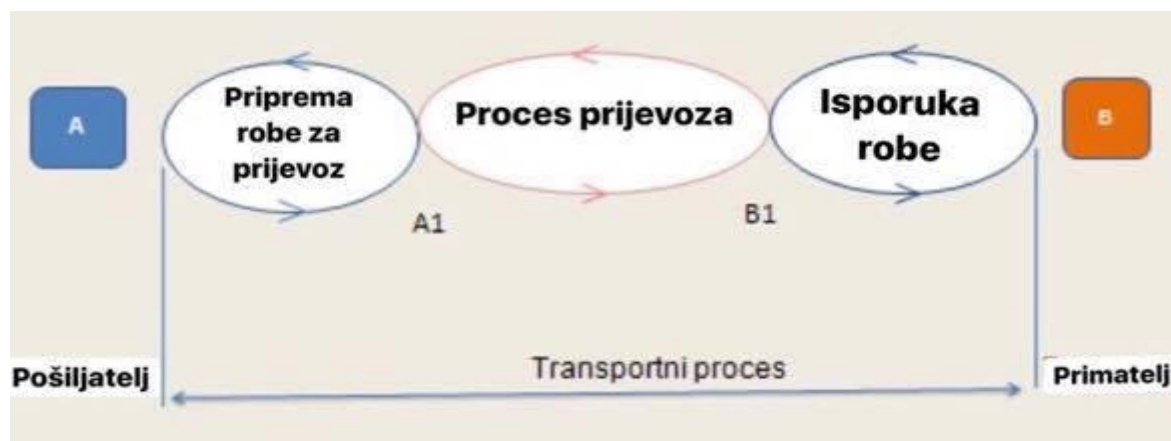 A
Priprema
robe za
prijevoz
Proces prijevoza
Isporuka
robe
B
A1
B1
Pošiljatelj
Transportni proces
Primatelj